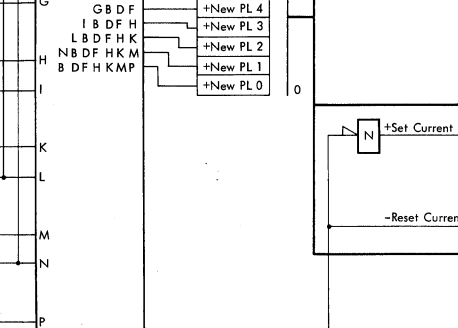 G
G B D F +New PL 4
I B D F H +New PL 3
L B D F H K +New PL 2
N B D F H K M +New PL 1
B D F H K M P +New PL 0
0
H
I
N +Set Current
K
L
-Reset
M
N
P